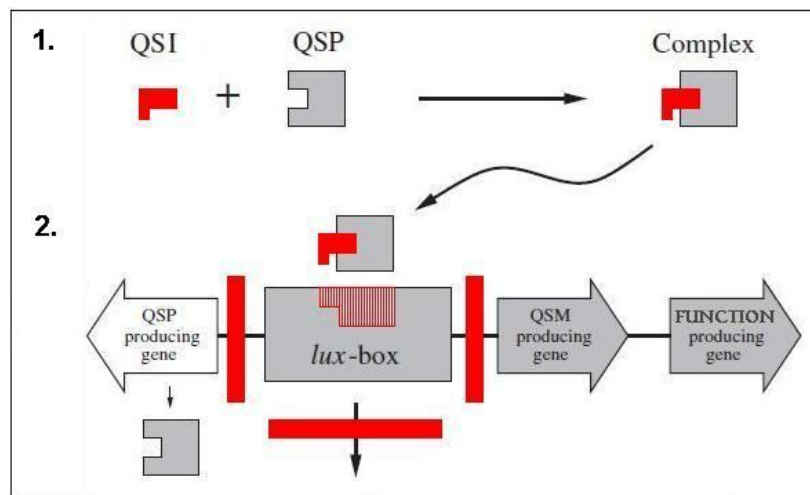 1.
QSI
QSP
Complex
+
2.
QSP
producing
gene
lux-box
QSM
producing
gene
FUNCTION
producing
gene